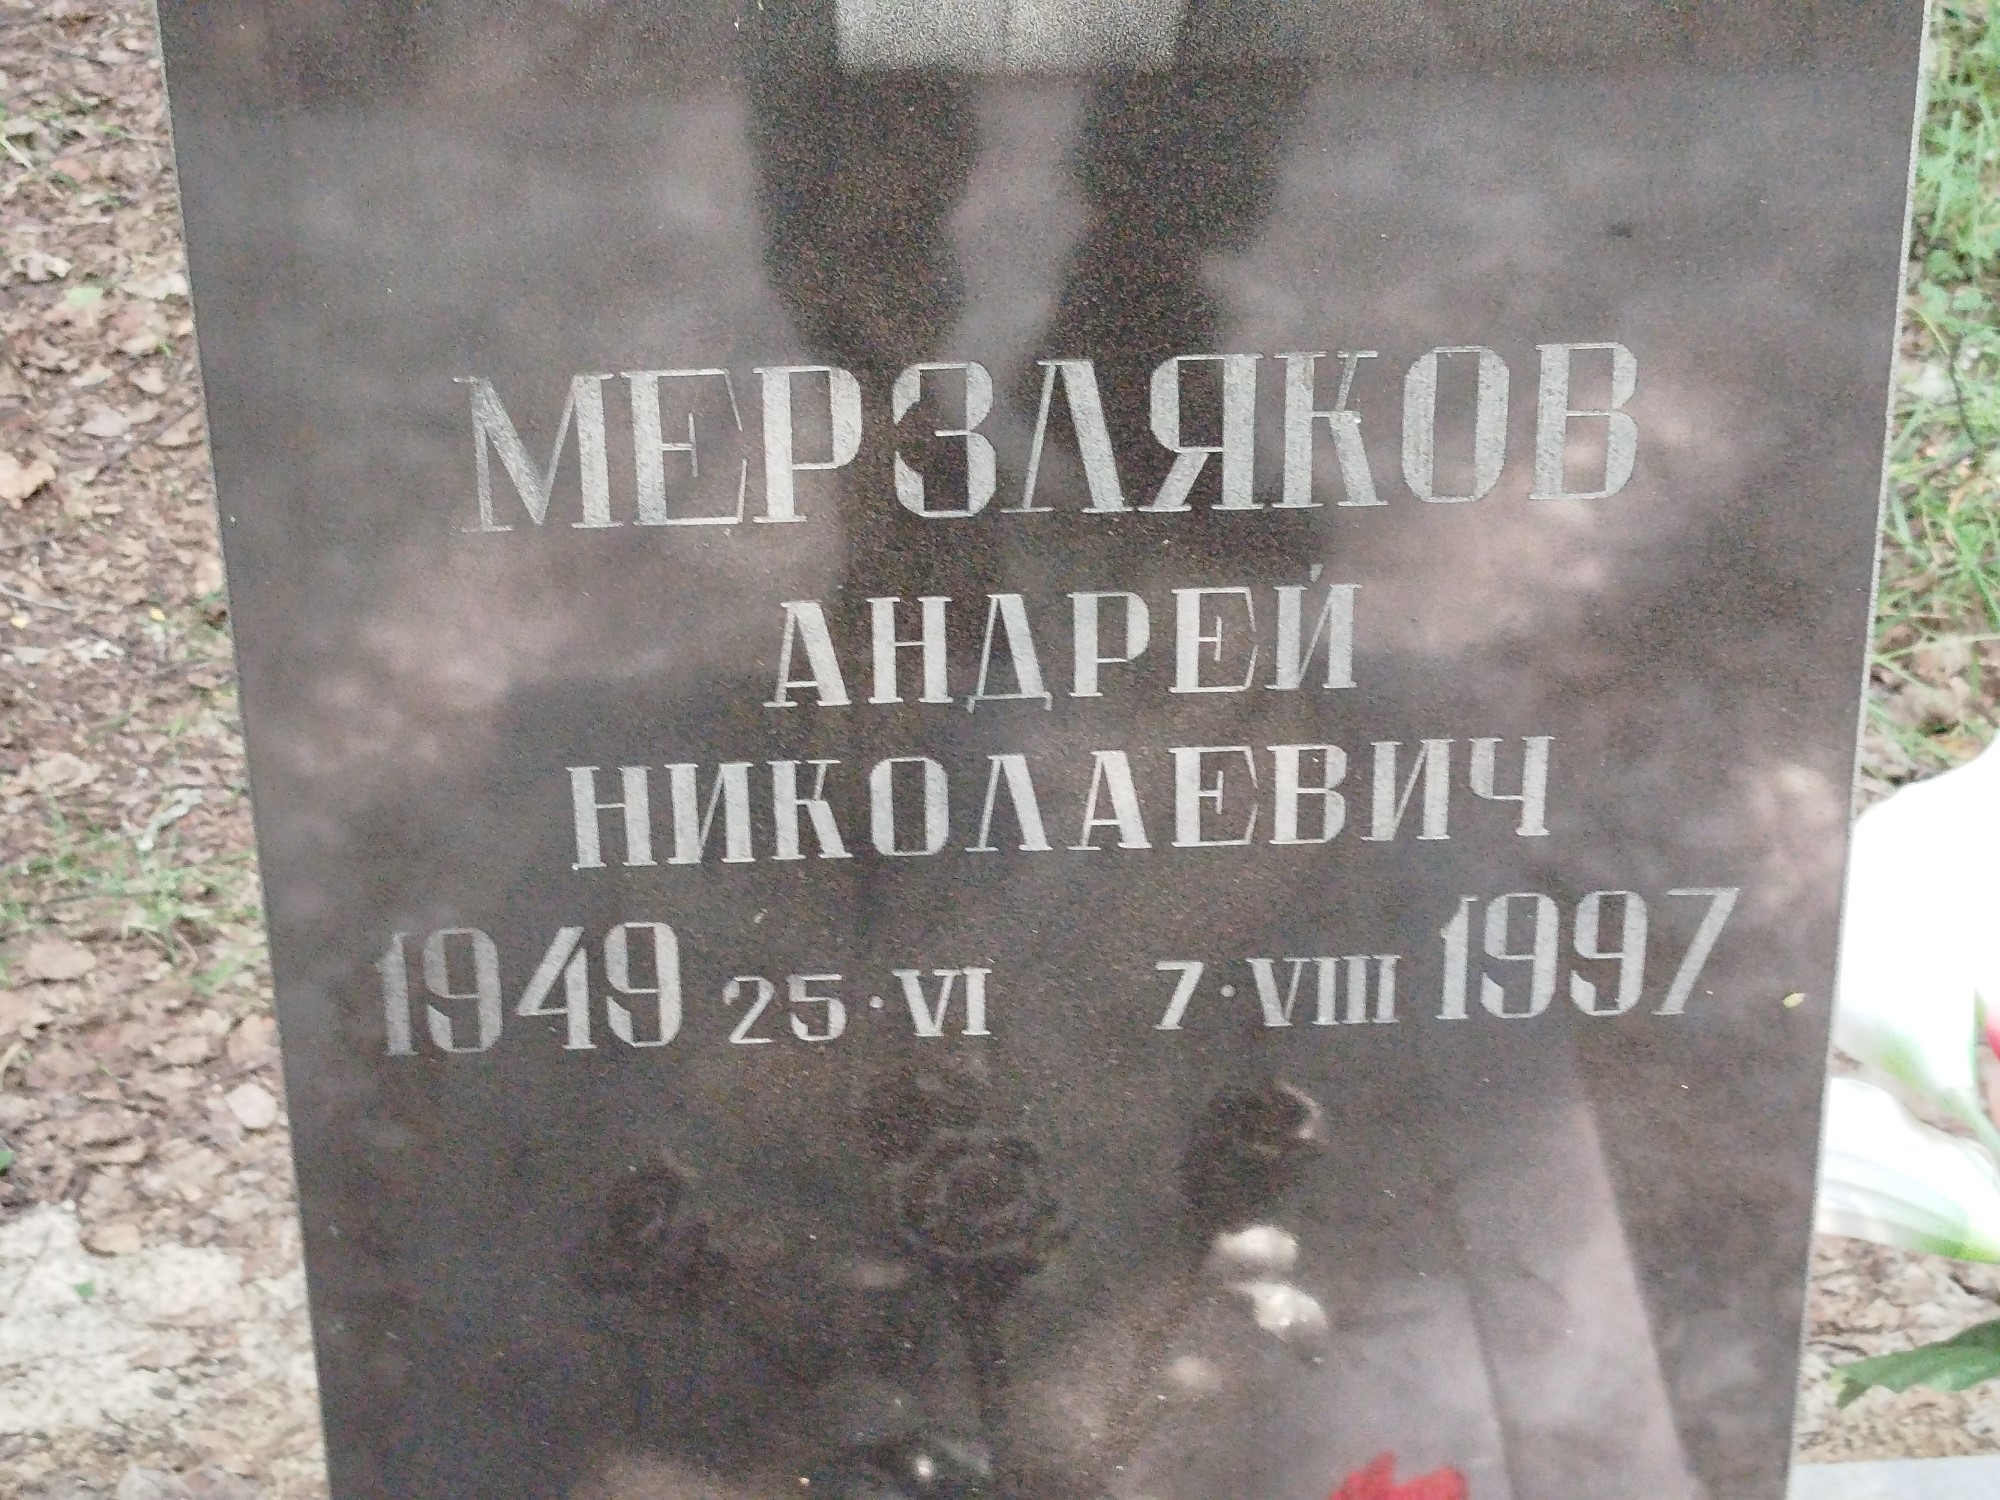 МЕРЗЛЯКОВ
АНДРЕЙ
НИКОЛАЕВИЧ
1949 25·VI 7·VIII 1997